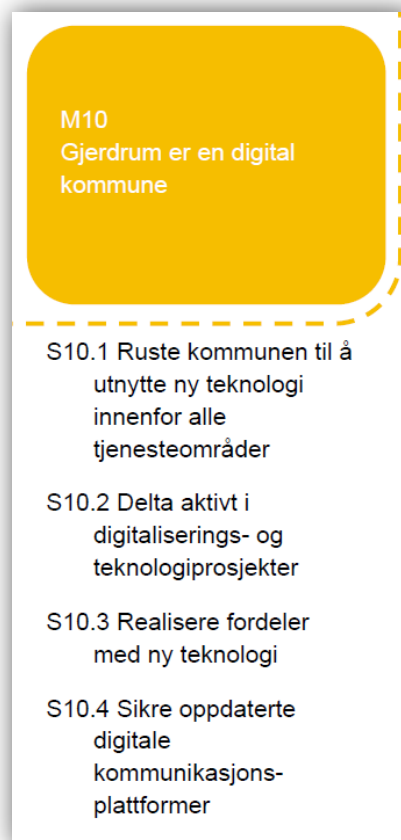 M10
Gjerdrum er en digital
kommune
S10.1 Ruste kommunen til å
utnytte ny teknologi
innenfor alle
tjenesteområder
S10.2 Delta aktivt i
digitaliserings- og
teknologiprosjekter
S10.3 Realisere fordeler
med ny teknologi
S10.4 Sikre oppdaterte
digitale
kommunikasjons-
plattformer